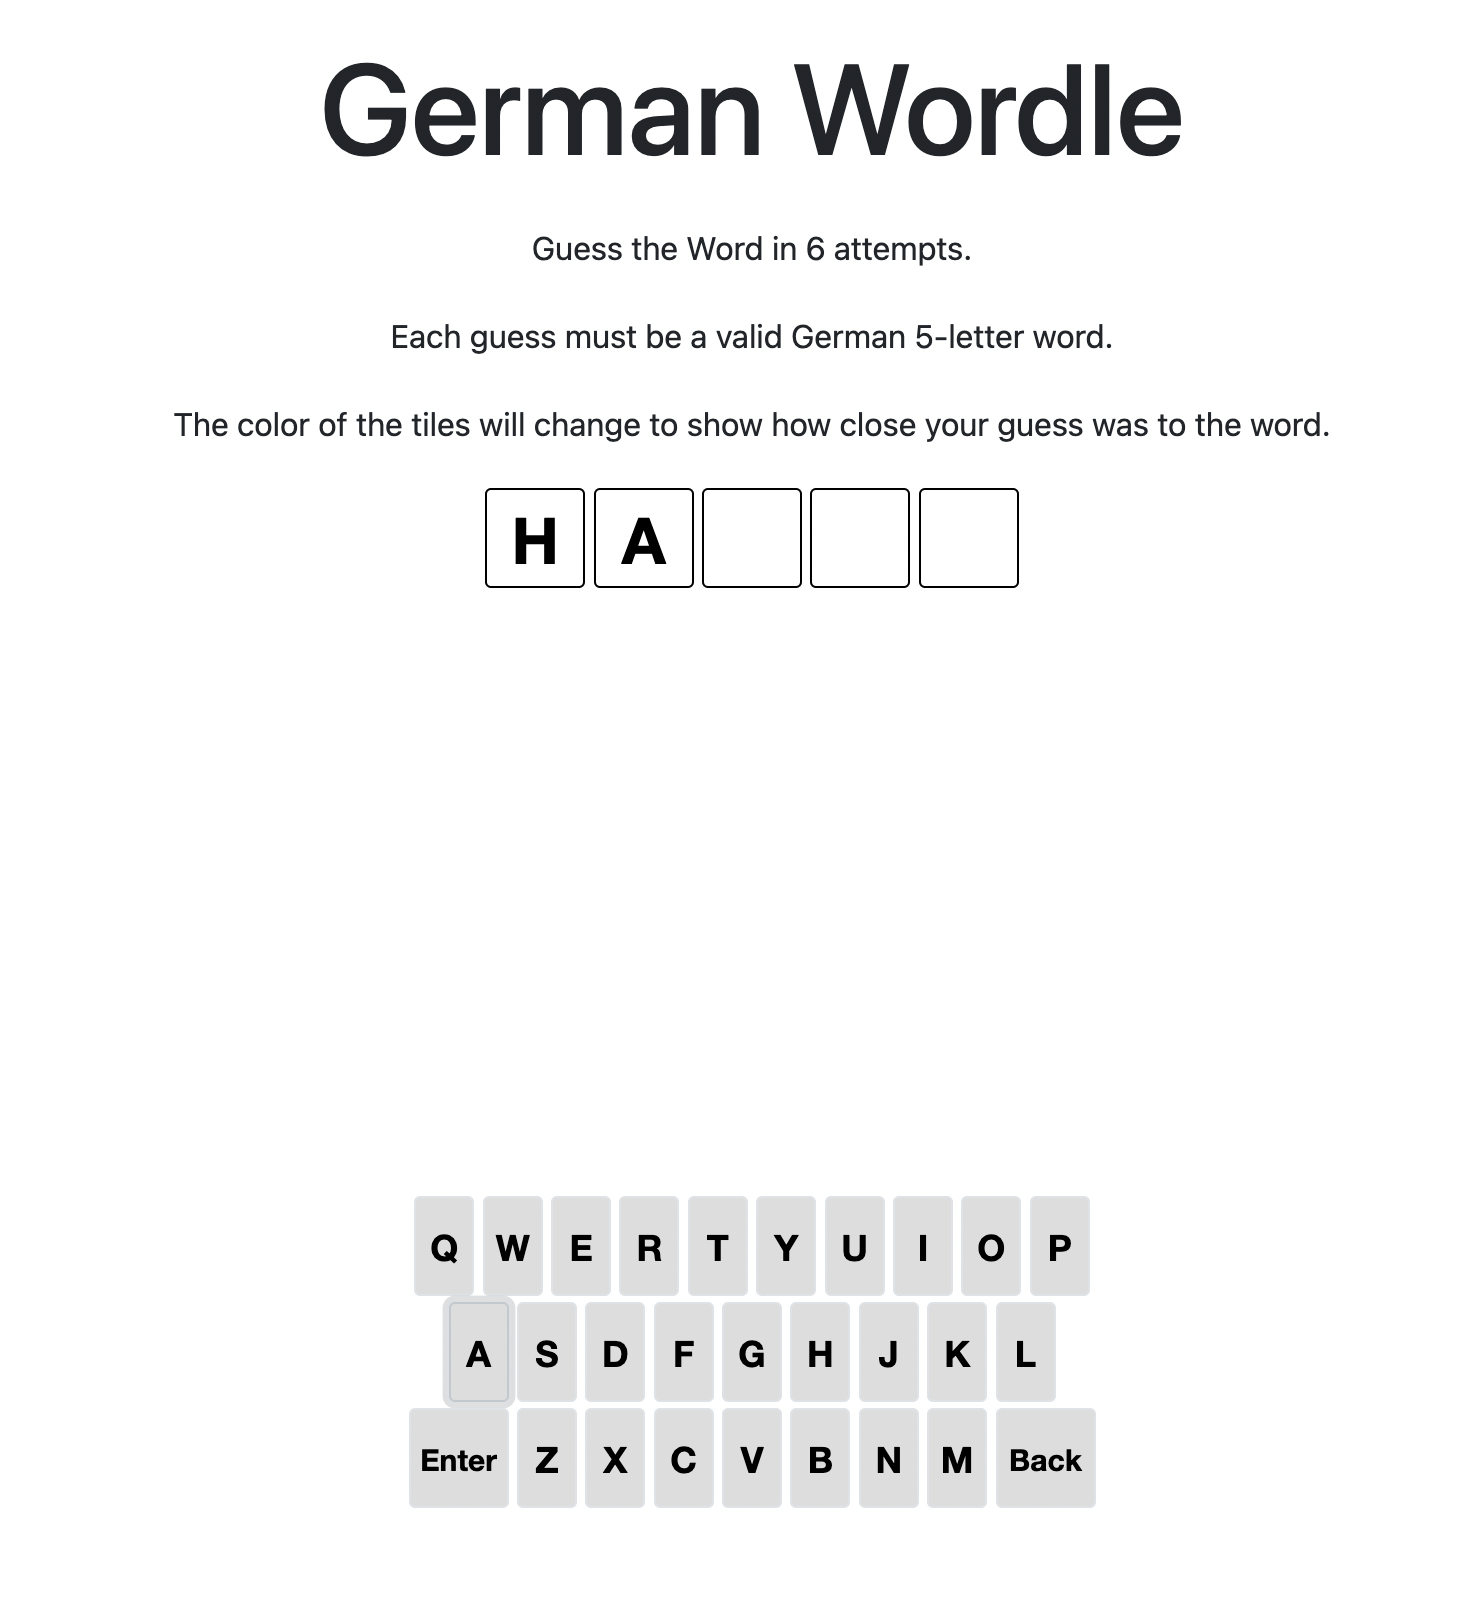 German Wordle
Guess the Word in 6 attempts.
Each guess must be a valid German 5-letter word.
The color of the tiles will change to show how close your guess was to the word.
H A
Q W E R T Y U I O P
A S D F G H J K L
Enter Z X C V B N M Back